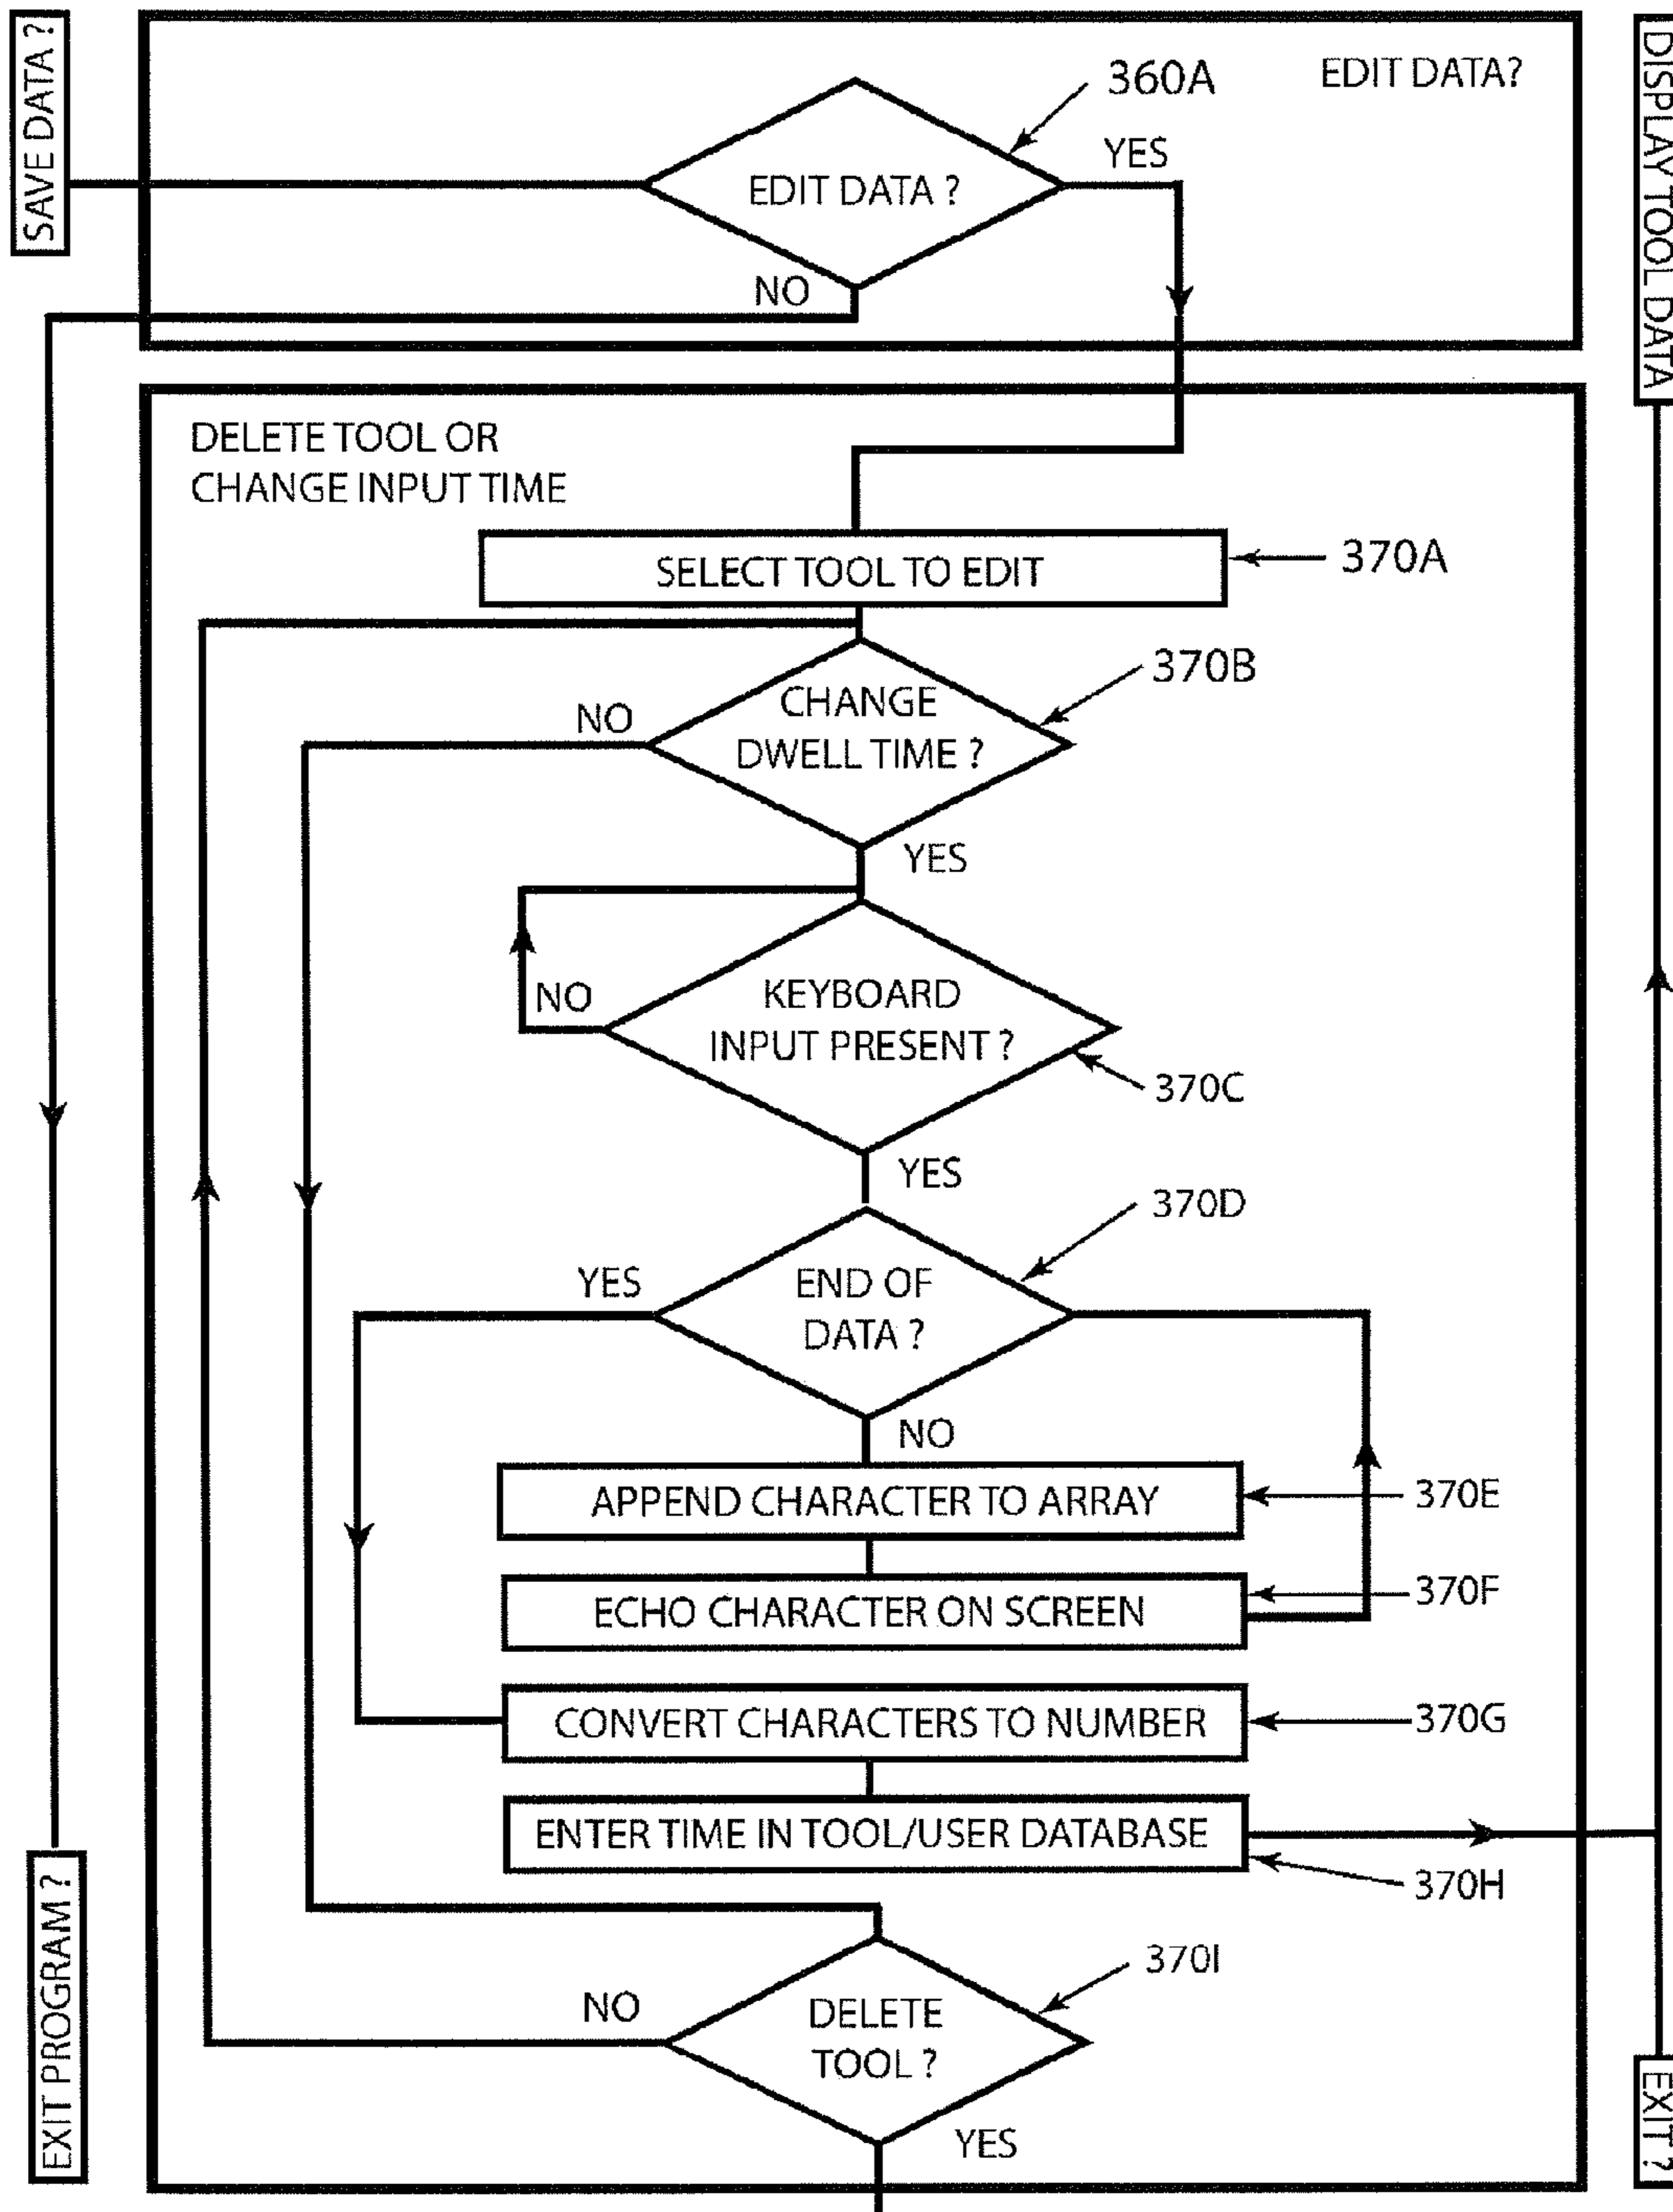 SAVE DATA ?
EDIT DATA?
360A
YES
EDIT DATA ?
NO
DISPLAY TOOL DATA
DELETE TOOL OR
CHANGE INPUT TIME
SELECT TOOL TO EDIT
370A
370B
CHANGE
DWELL TIME ?
NO
YES
KEYBOARD
INPUT PRESENT ?
NO
370C
YES
370D
YES
END OF
DATA ?
NO
APPEND CHARACTER TO ARRAY
370E
ECHO CHARACTER ON SCREEN
370F
CONVERT CHARACTERS TO NUMBER
370G
ENTER TIME IN TOOL/USER DATABASE
370H
EXIT PROGRAM ?
370I
NO
DELETE
TOOL ?
YES
EXIT ?